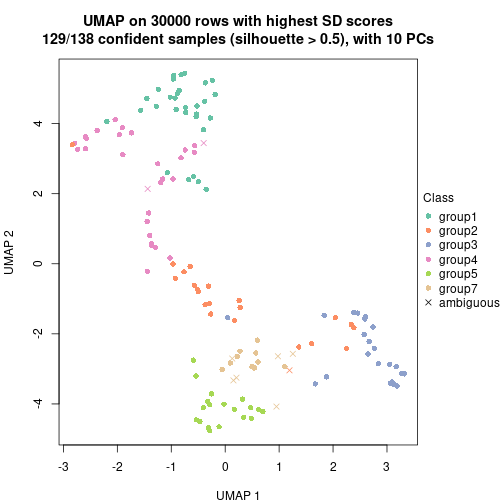 UMAP on 30000 rows with highest SD scores
129/138 confident samples (silhouette > 0.5), with 10 PCs
UMAP 2
4
2
0
-2
-4
-3
-2
-1
0
1
2
3
UMAP 1
Class
group1
group2
group3
group4
group5
group7
ambiguous